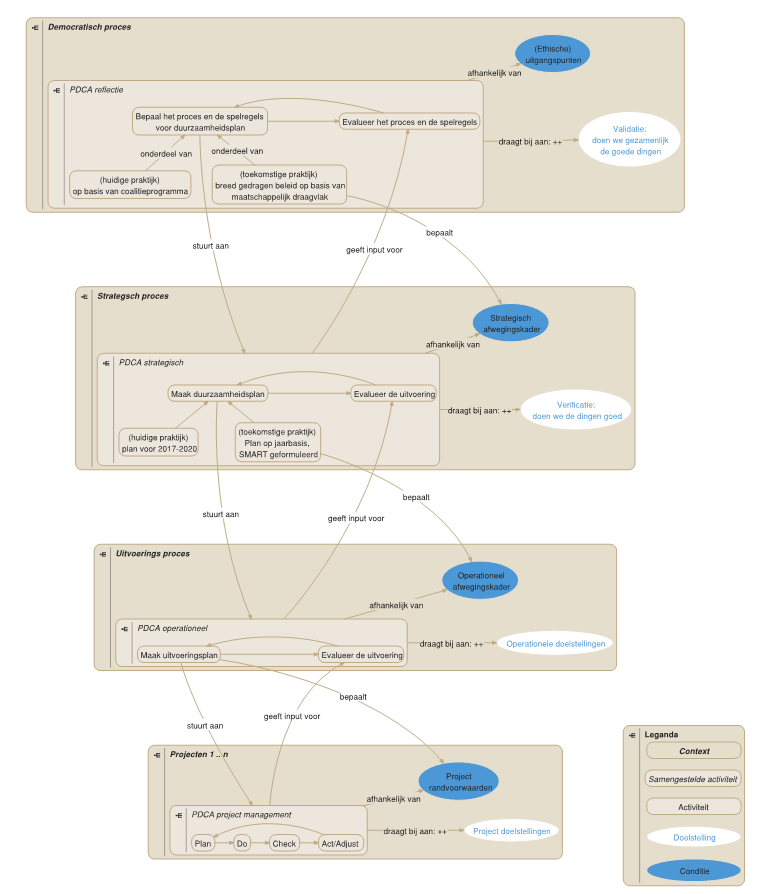 Democratisch proces
(Ethische)
uitgangspunten
afhankelijk van
PDCA reflectie
Bepaal het proces en de spelregels
voor duurzaamheidsplan
Evalueer het proces en de spelregels
draagt bij aan: ++
Validatie:
doen we gezamenlijk
de goede dingen
onderdeel van
onderdeel van
(huidige praktijk)
op basis van coalitieprogramma
(toekomstige praktijk)
breed gedragen beleid op basis van
maatschappelijk draagvlak
stuurt aan
geeft input voor
bepaalt
Strategsch proces
Strategisch
afwegingskader
afhankelijk van
PDCA strategisch
Maak duurzaamheidsplan
Evalueer de uitvoering
draagt bij aan: ++
Verificatie:
doen we de dingen goed
(huidige praktijk)
plan voor 2017-2020
(toekomstige praktijk)
Plan op jaarbasis,
SMART geformuleerd
stuurt aan
geeft input voor
bepaalt
Uitvoerings proces
Operationeel
afwegingskader
afhankelijk van
PDCA operationeel
Maak uitvoeringsplan
Evalueer de uitvoering
draagt bij aan: ++
Operationele doelstellingen
stuurt aan
geeft input voor
bepaalt
Projecten 1 .. n
Project
randvoorwaarden
afhankelijk van
PDCA project management
Plan
Do
Check
Act/Adjust
draagt bij aan: ++
Project doelstellingen
Leganda
Context
Samengestelde activiteit
Activiteit
Doelstelling
Conditie